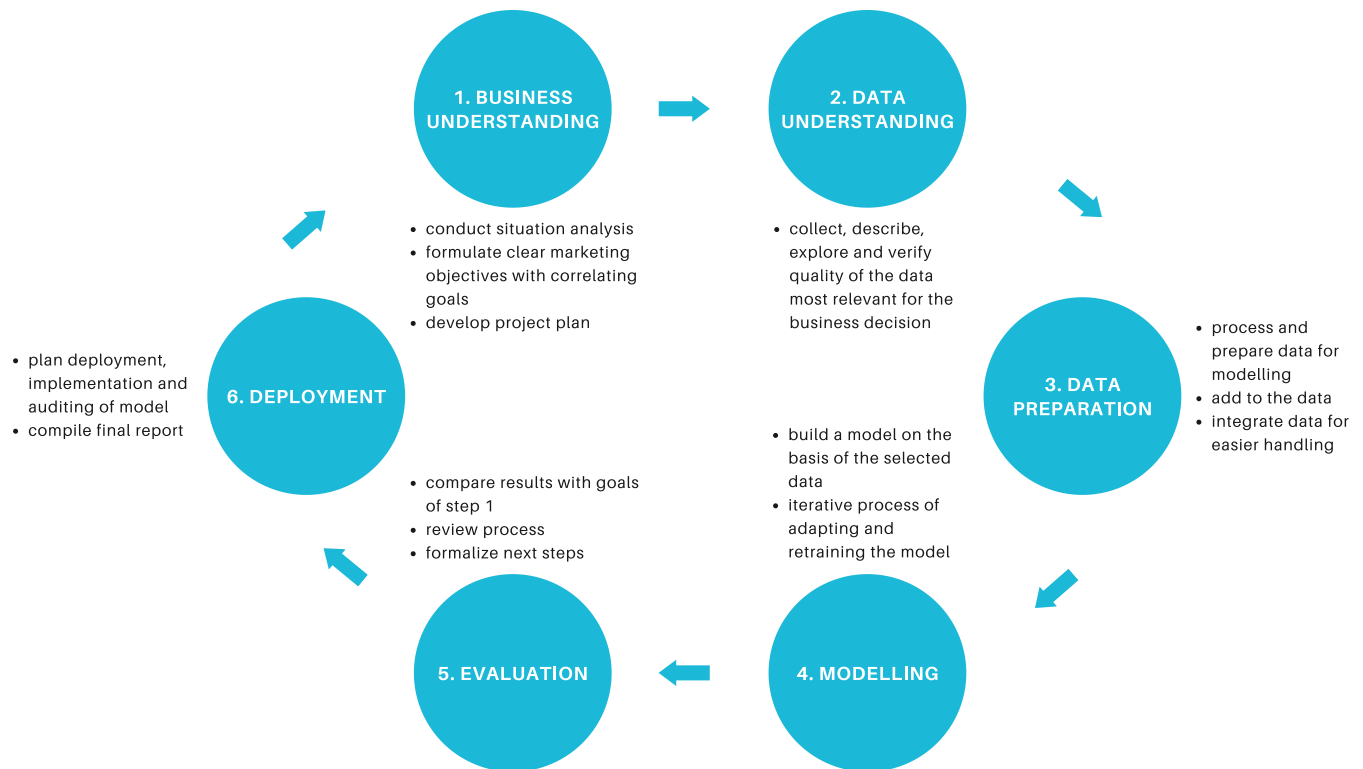 1. BUSINESS
UNDERSTANDING
• conduct situation analysis
• formulate clear marketing
objectives with correlating
goals
• develop project plan
2. DATA
UNDERSTANDING
• collect, describe,
explore and verify
quality of the data
most relevant for the
business decision
3. DATA
PREPARATION
• process and
prepare data for
modelling
• add to the data
• integrate data for
easier handling
4. MODELLING
• build a model on the
basis of the selected
data
• iterative process of
adapting and
retraining the model
5. EVALUATION
• compare results with goals
of step 1
• review process
• formalize next steps
6. DEPLOYMENT
• plan deployment,
implementation and
auditing of model
• compile final report